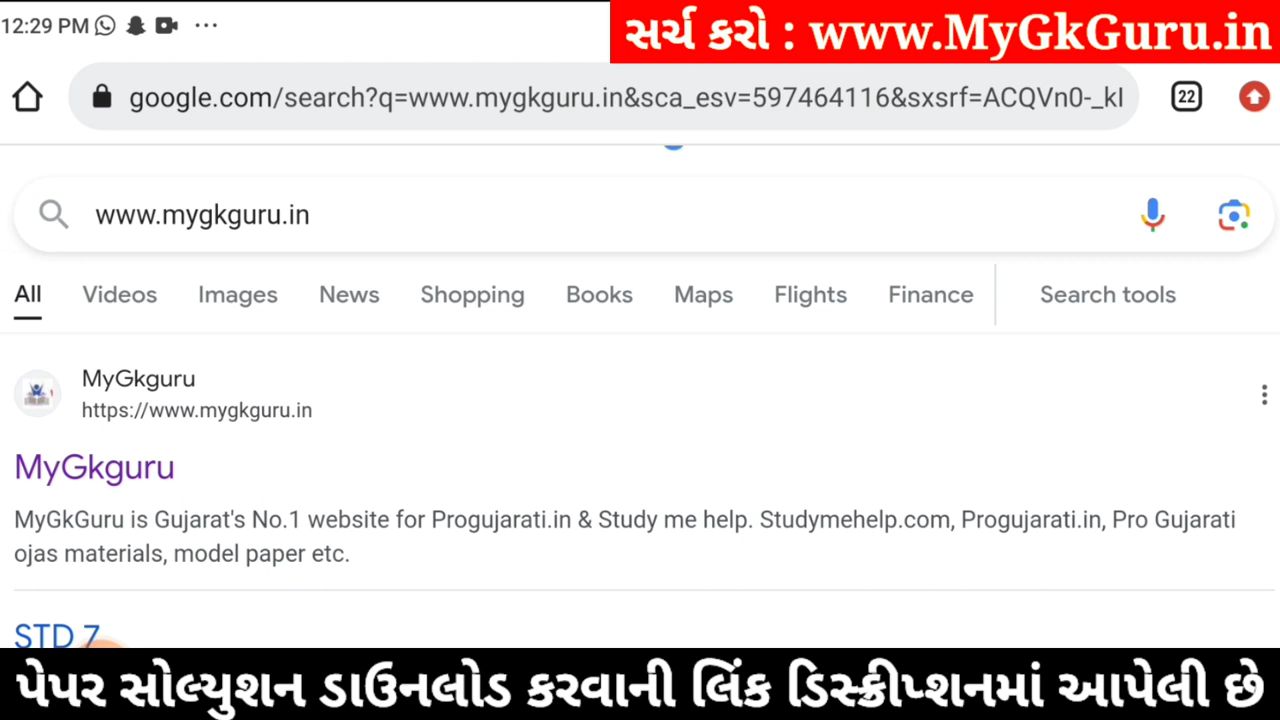 12:29 PM
સર્ચ કરો : www.MyGkGuru.in
google.com/search?q=www.mygkguru.in&sca_esv=597464116&sxsrf=ACQVn0-_kI
22
www.mygkguru.in
All Videos Images News Shopping Books Maps Flights Finance Search tools
MyGkguru
https://www.mygkguru.in
MyGkguru
MyGkGuru is Gujarat's No.1 website for Progujarati.in & Study me help. Studymehelp.com, Progujarati.in, Pro Gujarati
ojas materials, model paper etc.
STD 7
પેપર સોલ્યુશન ડાઉનલોડ કરવાની લિંક ડિસ્ક્રીપ્શનમાં આપેલી છે